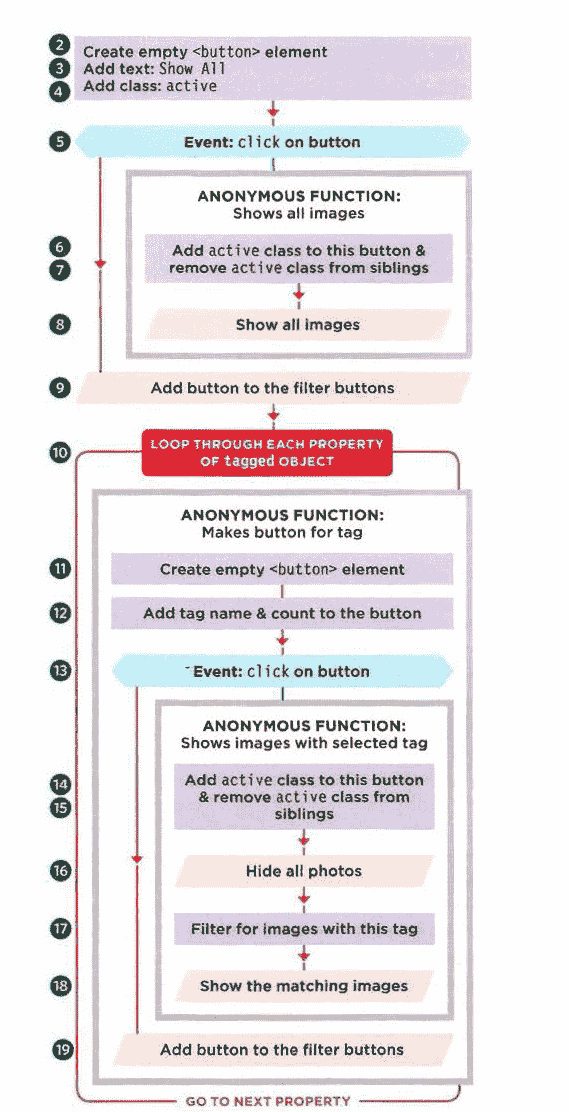 2 Create empty <button> element
3 Add text: Show All
4 Add class: active
5 Event: click on button
ANONYMOUS FUNCTION:
Shows all images
6 Add active class to this button &
7 remove active class from siblings
8 Show all images
9 Add button to the filter buttons
10 LOOP THROUGH EACH PROPERTY
OF tagged OBJECT
ANONYMOUS FUNCTION:
Makes button for tag
11 Create empty <button> element
12 Add tag name & count to the button
13 Event: click on button
ANONYMOUS FUNCTION:
Shows images with selected tag
14 Add active class to this button
15 & remove active class from
siblings
16 Hide all photos
17 Filter for images with this tag
18 Show the matching images
19 Add button to the filter buttons
GO TO NEXT PROPERTY